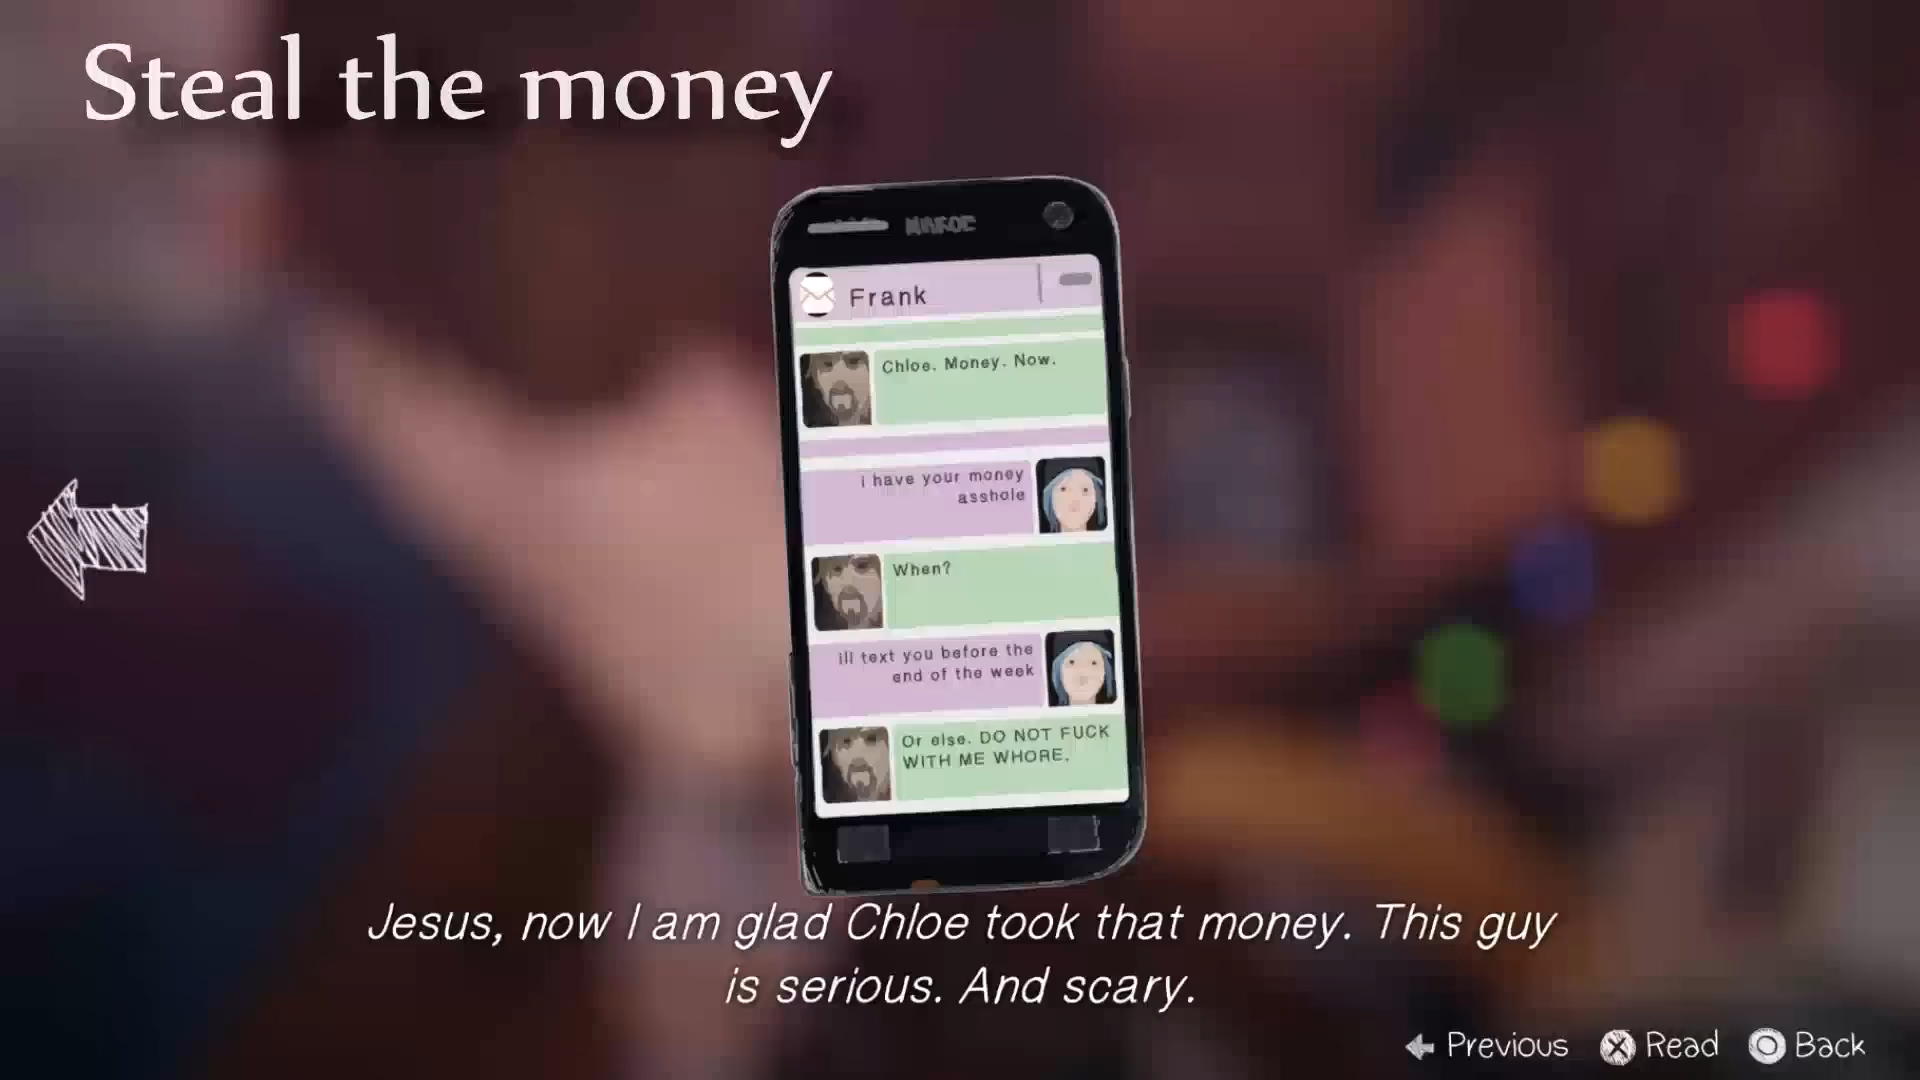 Steal the money
Frank
Chloe. Money. Now.
i have your money
asshole
When?
ill text you before the
end of the week
Or else. DO NOT FUCK
WITH ME WHORE.
Jesus, now I am glad Chloe took that money. This guy
is serious. And scary.
Previous Read Back